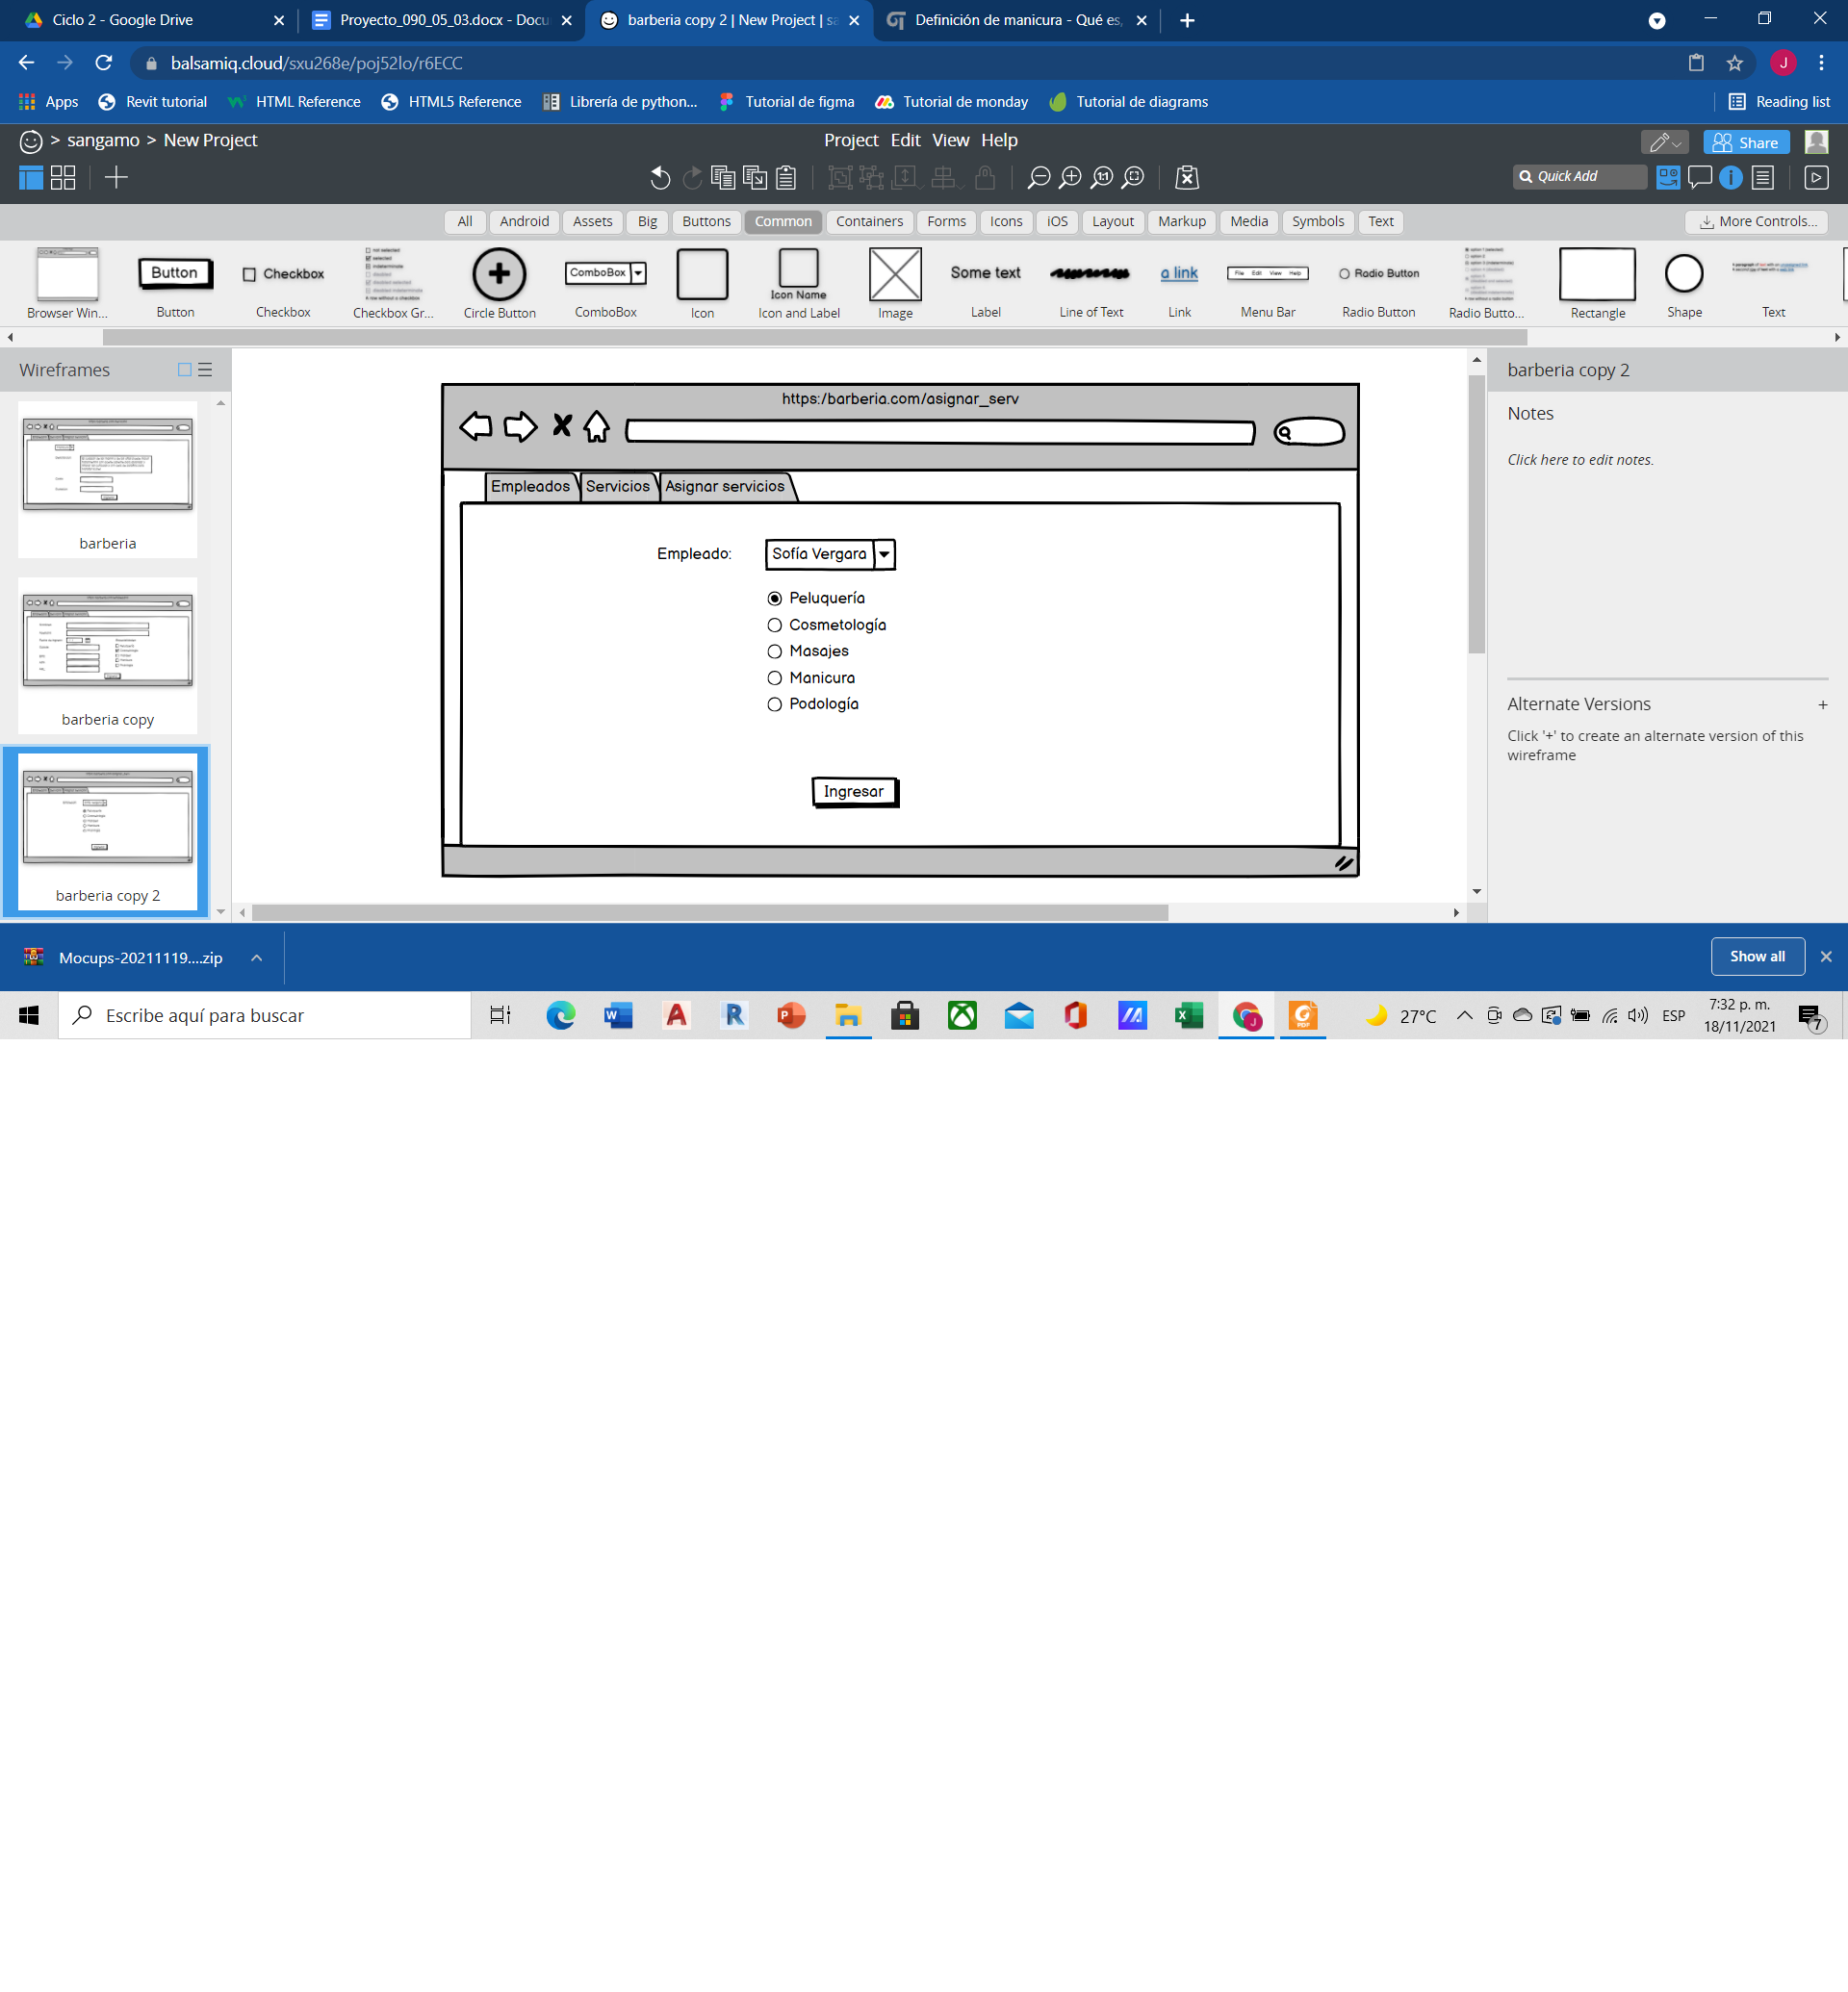 Ciclo 2 - Google Drive
Proyecto_090_05_03.docx - Docu
barberia copy 2 | New Project | sa
Definición de manicura - Qué es,
balsamiq.cloud/sxu268e/poj52lo/r6ECC
J
Apps
Revit tutorial
HTML Reference
HTML5 Reference
Librería de python...
Tutorial de figma
Tutorial de monday
Tutorial de diagrams
Reading list
> sangamo > New Project
Project Edit View Help
Share
1:1
Quick Add
All
Android
Assets
Big
Buttons
Common
Containers
Forms
Icons
iOS
Layout
Markup
Media
Symbols
Text
More Controls...
Button
Checkbox
ComboBox
Icon Name
Some text
a link
File Edit View Help
Radio Button
Browser Win...
Button
Checkbox
Checkbox Gr...
Circle Button
ComboBox
Icon
Icon and Label
Image
Label
Line of Text
Link
Menu Bar
Radio Button
Radio Butto...
Rectangle
Shape
Text
Wireframes
barberia
barberia copy
barberia copy 2
https:/barberia.com/asignar_serv
Empleados
Servicios
Asignar servicios
Empleado:
Sofía Vergara
Peluquería
Cosmetología
Masajes
Manicura
Podología
Ingresar
barberia copy 2
Notes
Click here to edit notes.
Alternate Versions
+
Click '+' to create an alternate version of this
wireframe
Mocups-20211119....zip
Show all
Escribe aquí para buscar
27°C
ESP
7:32 p. m.
18/11/2021
7